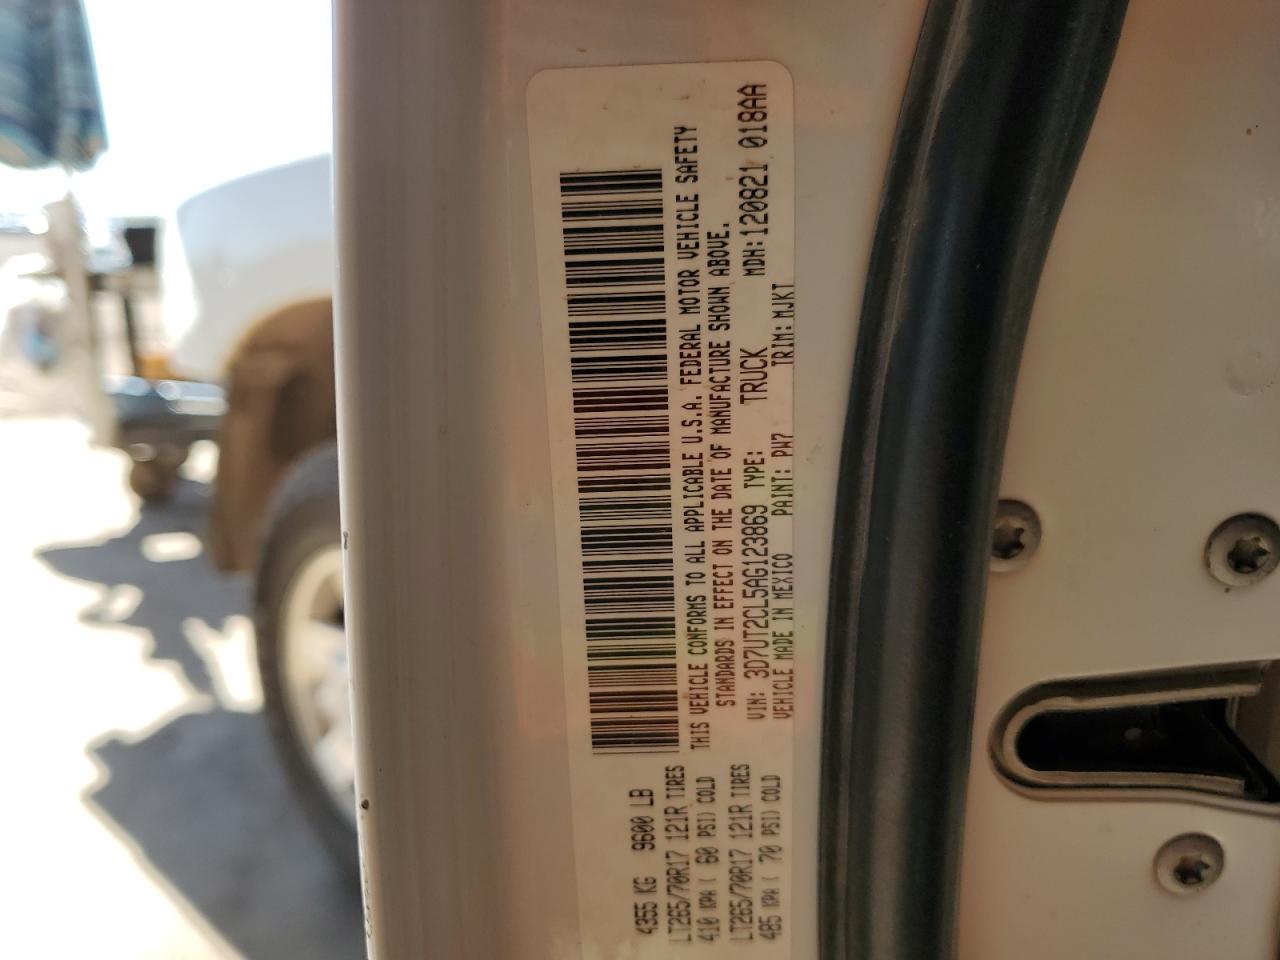 4355 KG 9600 LB
LT265/70R17 121R TIRES
410 KPA ( 60 PSI) COLD
LT265/70R17 121R TIRES
485 KPA ( 70 PSI) COLD
THIS VEHICLE CONFORMS TO ALL APPLICABLE U.S.A. FEDERAL MOTOR VEHICLE SAFETY
STANDARDS IN EFFECT ON THE DATE OF MANUFACTURE SHOWN ABOVE.
VIN: 3D7UT2CL5AG123869 TYPE: TRUCK MDH: 120821 018AA
VEHICLE MADE IN MEXICO PAINT: PW7 TRIM: MJKT